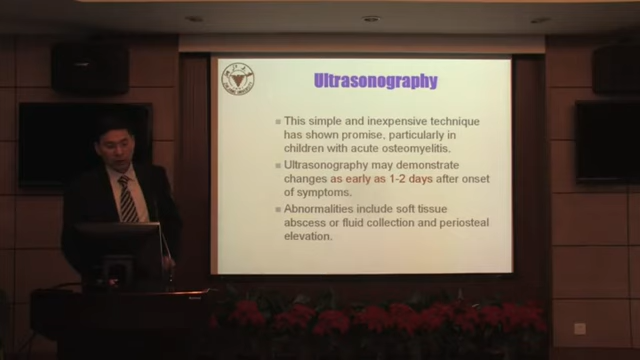 Ultrasonography
This simple and inexpensive technique
has shown promise, particularly in
children with acute osteomyelitis.
Ultrasonography may demonstrate
changes as early as 1-2 days after onset
of symptoms.
Abnormalities include soft tissue
abscess or fluid collection and periosteal
elevation.